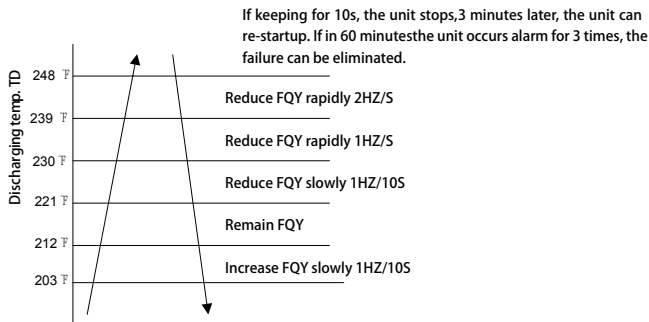 If keeping for 10s, the unit stops,3 minutes later, the unit can
re-startup. If in 60 minutesthe unit occurs alarm for 3 times, the
failure can be eliminated.
Discharging temp. TD
248 ℉
Reduce FQY rapidly 2HZ/S
239 ℉
Reduce FQY rapidly 1HZ/S
230 ℉
Reduce FQY slowly 1HZ/10S
221 ℉
Remain FQY
212 ℉
Increase FQY slowly 1HZ/10S
203 ℉